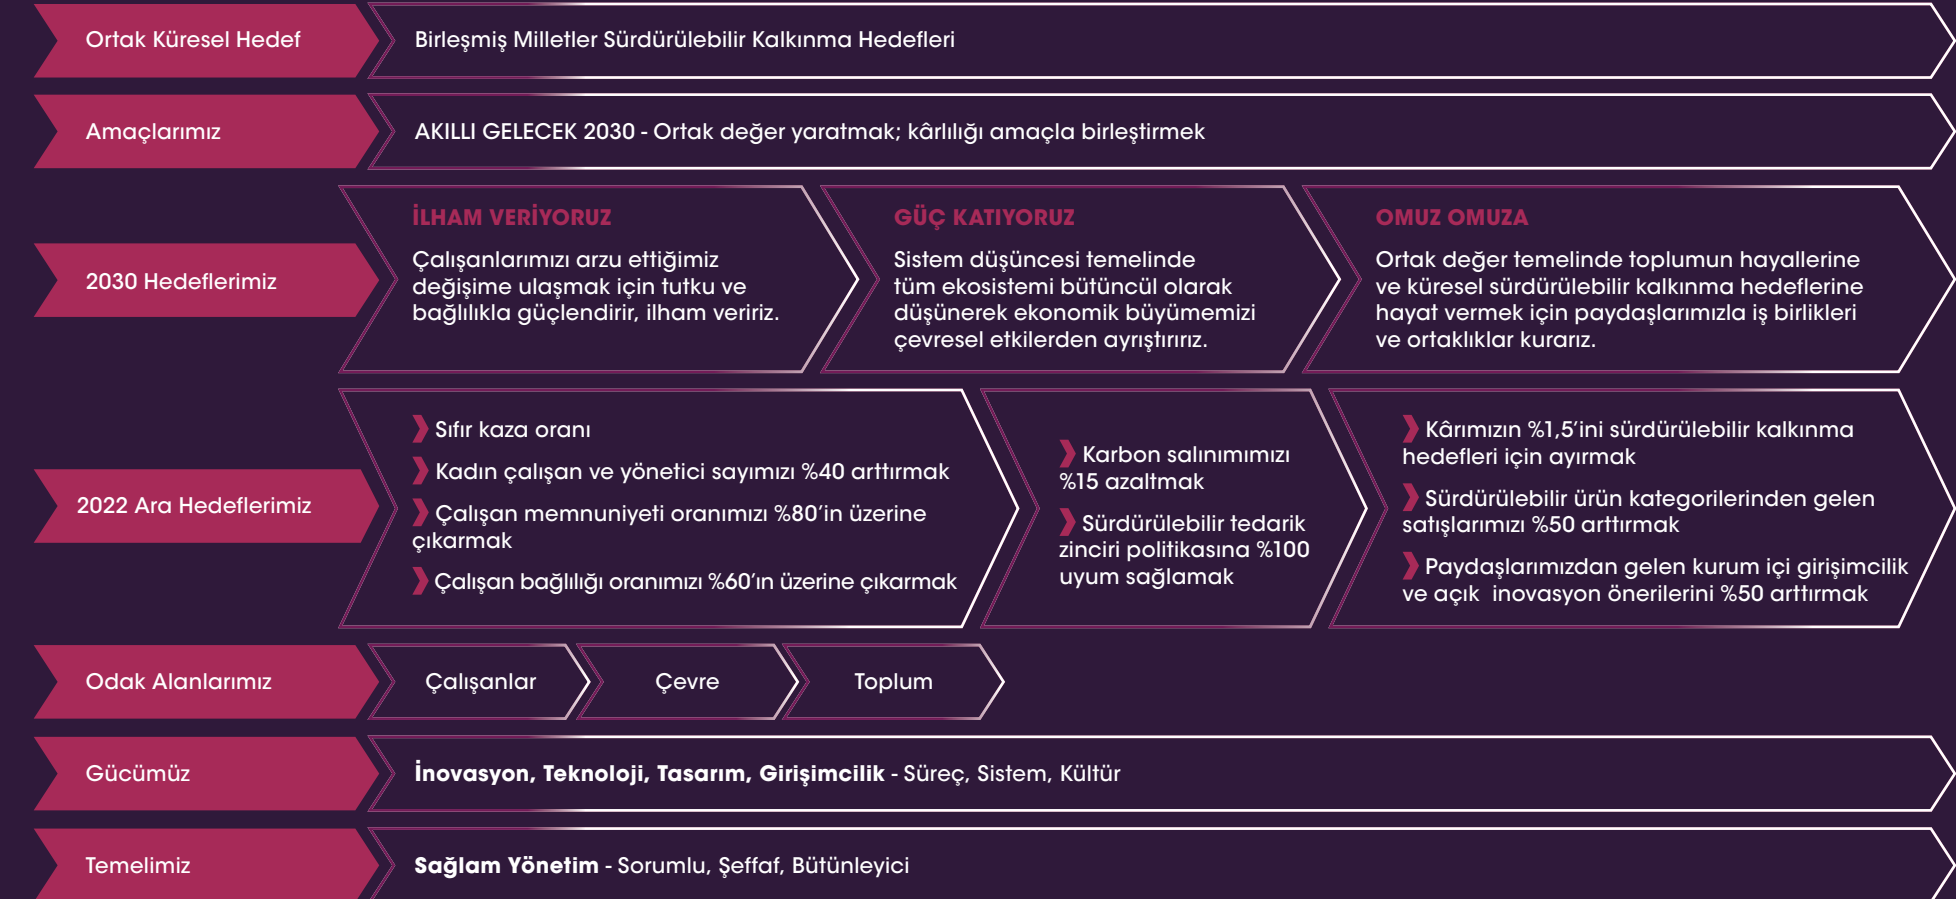 Ortak Küresel Hedef
Birleşmiş Milletler Sürdürülebilir Kalkınma Hedefleri
Amaçlarımız
AKILLI GELECEK 2030 - Ortak değer yaratmak; kârlılığı amaçla birleştirmek
2030 Hedeflerimiz
İLHAM VERİYORUZ
Çalışanlarımızı arzu ettiğimiz
değişime ulaşmak için tutku ve
bağlılıkla güçlendirir, ilham veririz.
GÜÇ KATIYORUZ
Sistem düşüncesi temelinde
tüm ekosistemi bütüncül olarak
düşünerek ekonomik büyümemizi
çevresel etkilerden ayrıştırırız.
OMUZ OMUZA
Ortak değer temelinde toplumun hayallerine
ve küresel sürdürülebilir kalkınma hedeflerine
hayat vermek için paydaşlarımızla iş birlikleri
ve ortaklıklar kurarız.
2022 Ara Hedeflerimiz
Sıfır kaza oranı
Kadın çalışan ve yönetici sayımızı %40 arttırmak
Çalışan memnuniyeti oranımızı %80’in üzerine
çıkarmak
Çalışan bağlılığı oranımızı %60’ın üzerine çıkarmak
Karbon salınımımızı
%15 azaltmak
Sürdürülebilir tedarik
zinciri politikasına %100
uyum sağlamak
Kârımızın %1,5’ini sürdürülebilir kalkınma
hedefleri için ayırmak
Sürdürülebilir ürün kategorilerinden gelen
satışlarımızı %50 arttırmak
Paydaşlarımızdan gelen kurum içi girişimcilik
ve açık  inovasyon önerilerini %50 arttırmak
Odak Alanlarımız
Çalışanlar
Çevre
Toplum
Gücümüz
İnovasyon, Teknoloji, Tasarım, Girişimcilik - Süreç, Sistem, Kültür
Temelimiz
Sağlam Yönetim - Sorumlu, Şeffaf, Bütünleyici